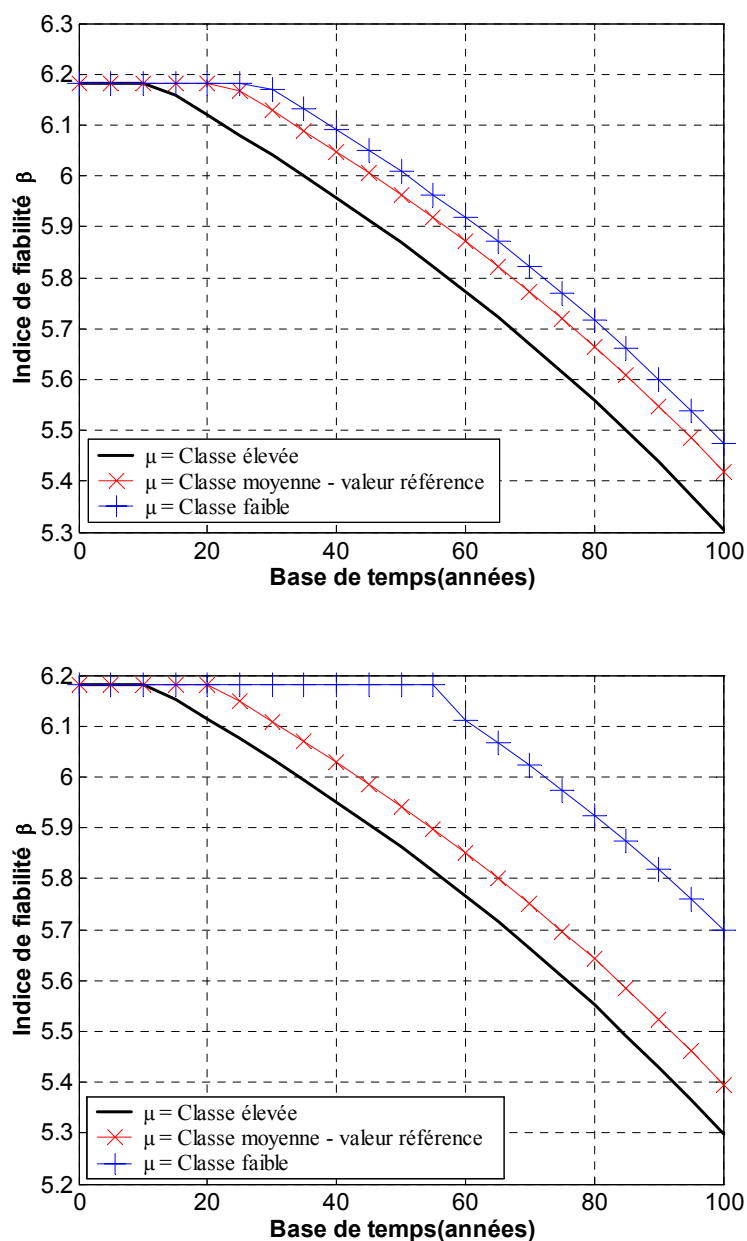 6.3
6.2
6.1
6
5.9
5.8
5.7
5.6
5.5
5.4
5.3
Indice de fiabilité β
μ = Classe élevée
μ = Classe moyenne - valeur référence
μ = Classe faible
0 20 40 60 80 100
Base de temps(années)
6.2
6.1
6
5.9
5.8
5.7
5.6
5.5
5.4
5.3
5.2
Indice de fiabilité β
μ = Classe élevée
μ = Classe moyenne - valeur référence
μ = Classe faible
0 20 40 60 80 100
Base de temps(années)